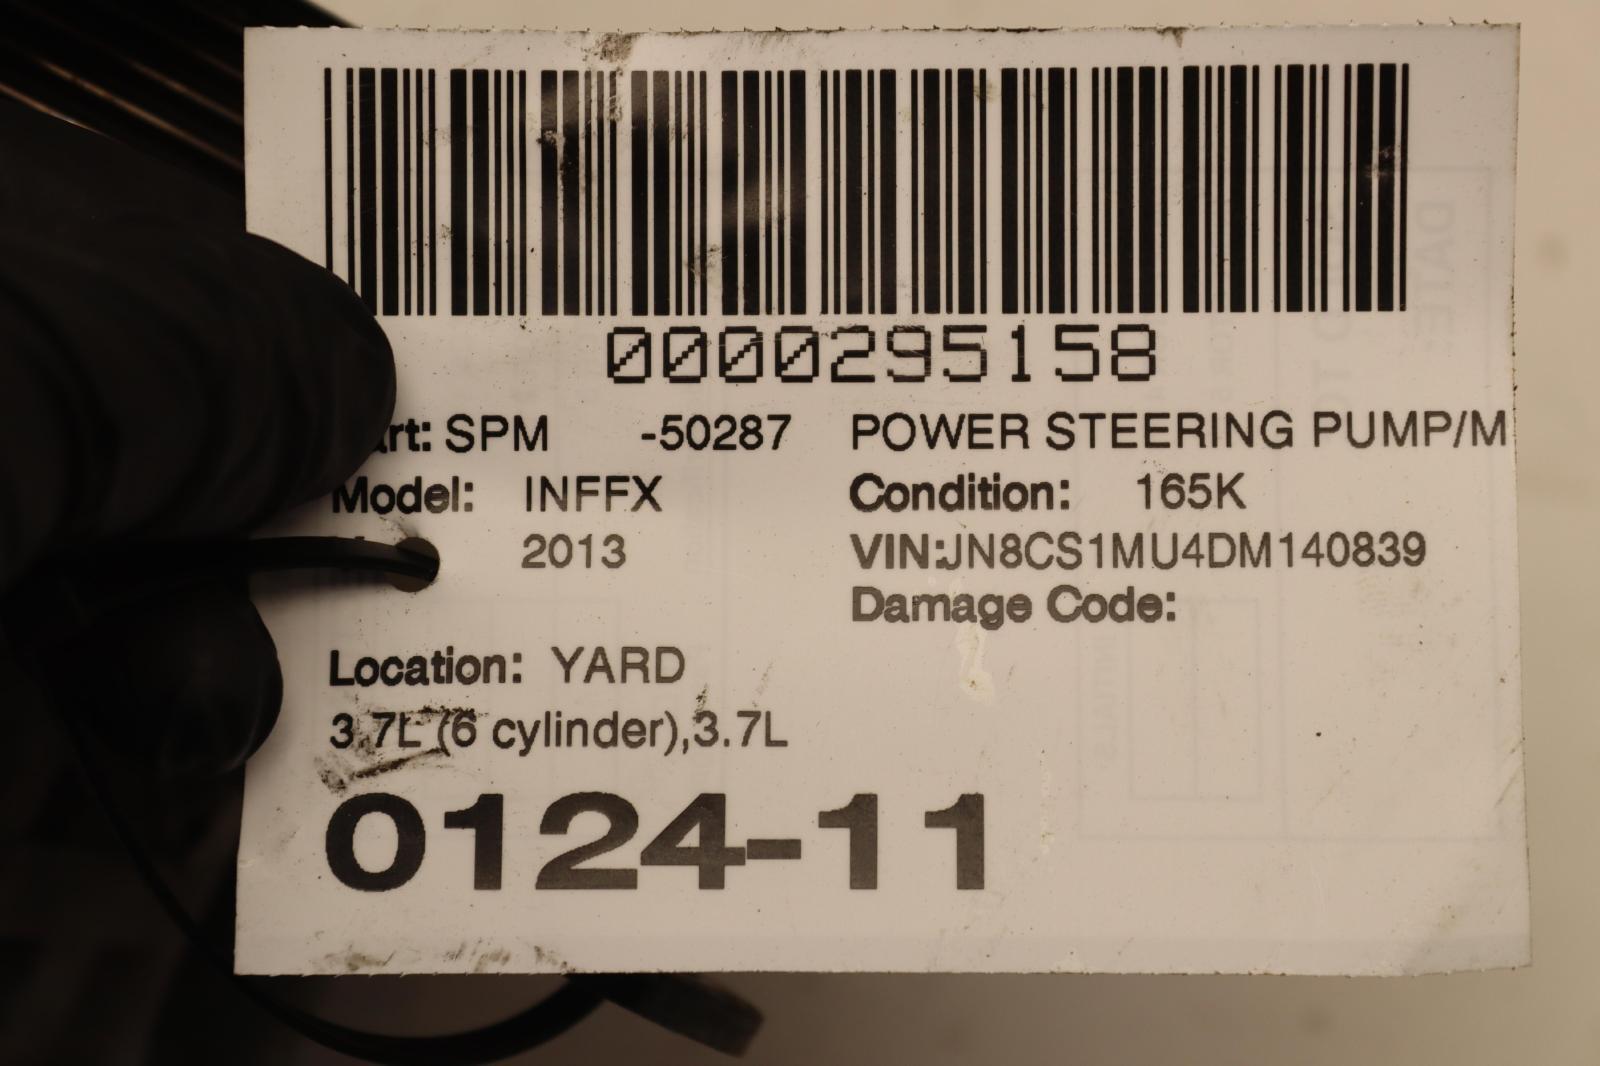 0000295158
art: SPM -50287 POWER STEERING PUMP/M
Model: INFFX Condition: 165K
2013 VIN:JN8CS1MU4DM140839
Damage Code:
Location: YARD
3.7L (6 cylinder),3.7L
0124-11